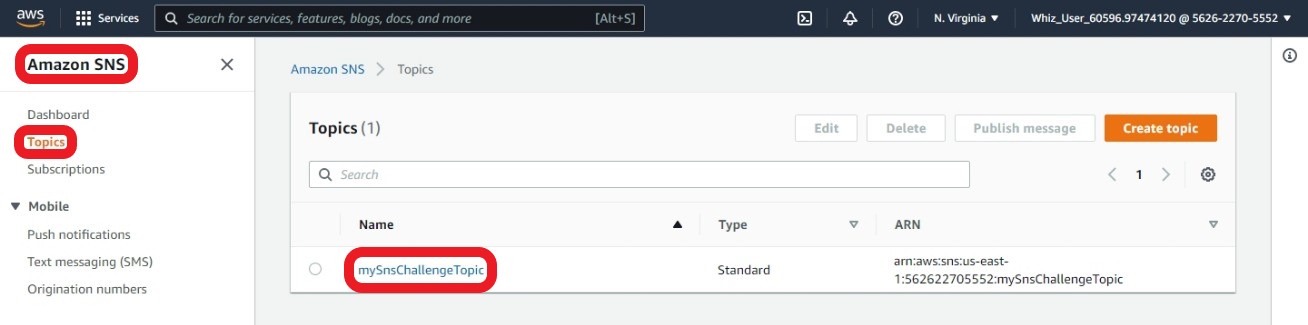 aws Services Search for services, features, blogs, docs, and more [Alt+S] N. Virginia ▼ Whiz_User_60596.97474120 @ 5626-2270-5552 ▼
Amazon SNS
Dashboard
Topics
Subscriptions
Mobile
Push notifications
Text messaging (SMS)
Origination numbers
Amazon SNS > Topics
Topics (1) Edit Delete Publish message Create topic
Search < 1 >
Name Type ARN
mySnsChallengeTopic Standard arn:aws:sns:us-east-
1:562622705552:mySnsChallengeTopic